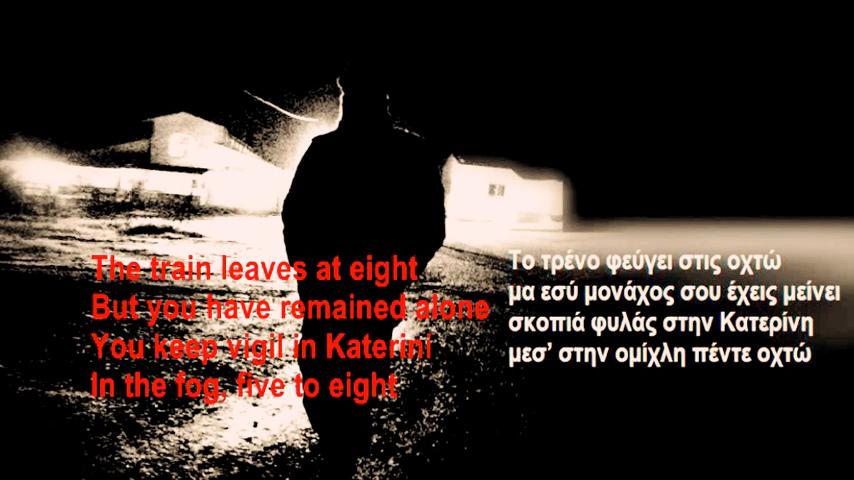 The train leaves at eight
But you have remained alone
You keep vigil in Katerini
In the fog, five to eight
Το τρένο φεύγει στις οχτώ
μα εσύ μονάχος σου έχεις μείνει
σκοπιά φυλάς στην Κατερίνη
μεσ’ στην ομίχλη πέντε οχτώ